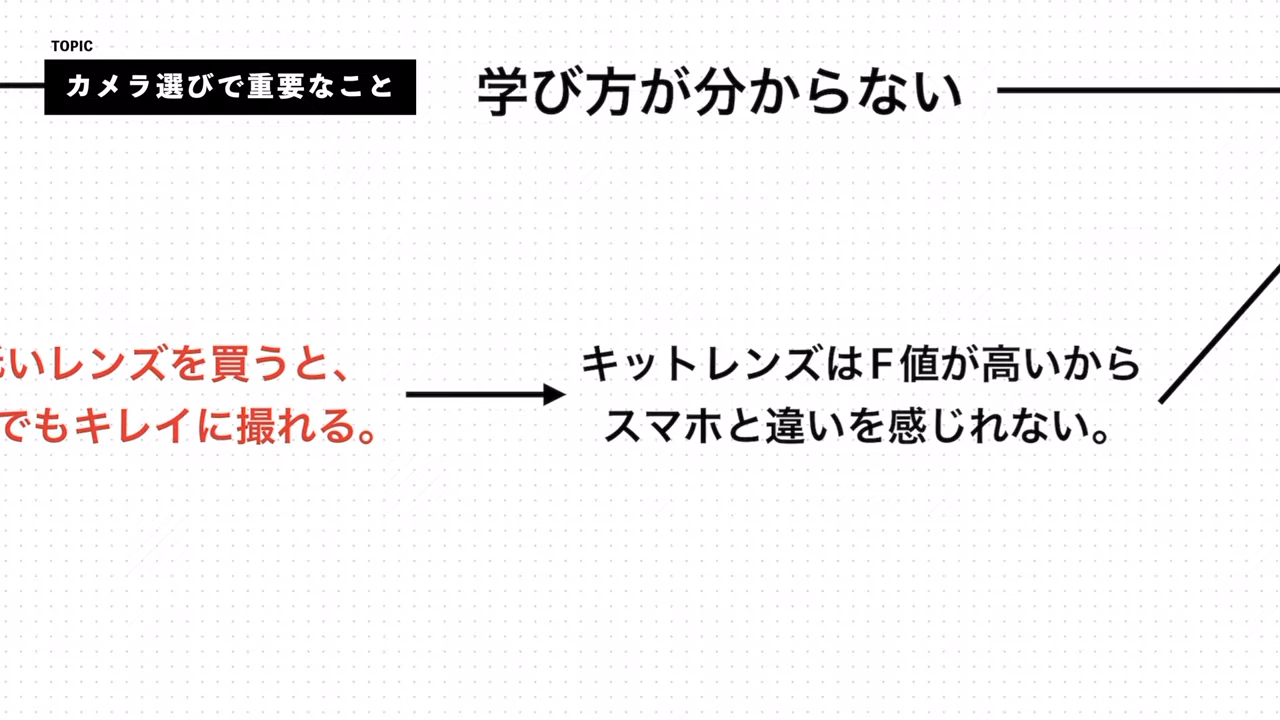 TOPIC
カメラ選びで重要なこと
学び方が分からない
いレンズを買うと、
でもキレイに撮れる。
キットレンズはF値が高いから
スマホと違いを感じれない。